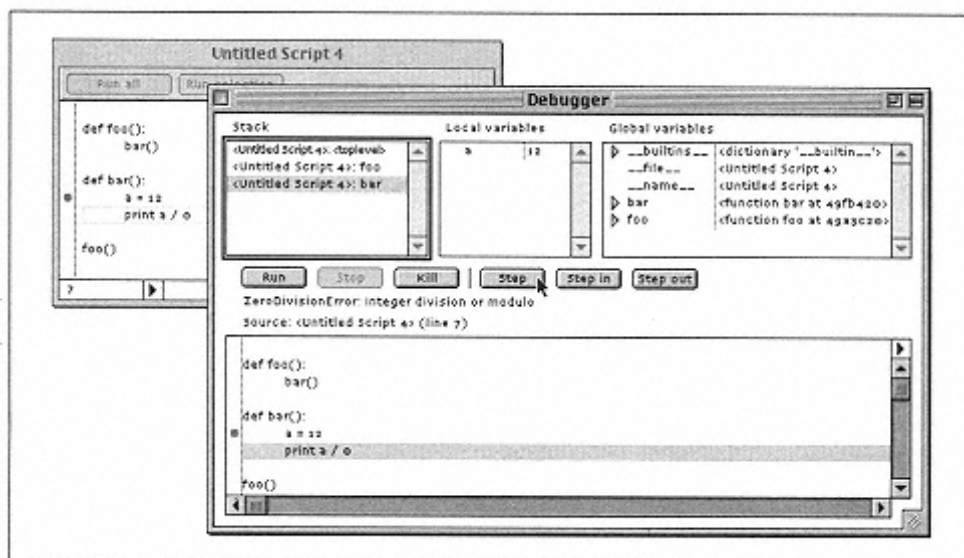 Untitled Script 4
Run all
def foo():
bar()
def bar():
a = 12
print a / 0
foo()
7
Debugger
Stack
<Untitled Script 4>: <toplevel>
<Untitled Script 4>: foo
<Untitled Script 4>: bar
Local variables
a 12
Global variables
__builtins__ <dictionary '__builtin__'>
__file__ <Untitled Script 4>
__name__ <Untitled Script 4>
bar <function bar at 49fb420>
foo <function foo at 49a3c20>
Run Stop Kill Step Step in Step out
ZeroDivisionError: integer division or modulo
Source: <Untitled Script 4> (line 7)
def foo():
bar()
def bar():
a = 12
print a / 0
foo()